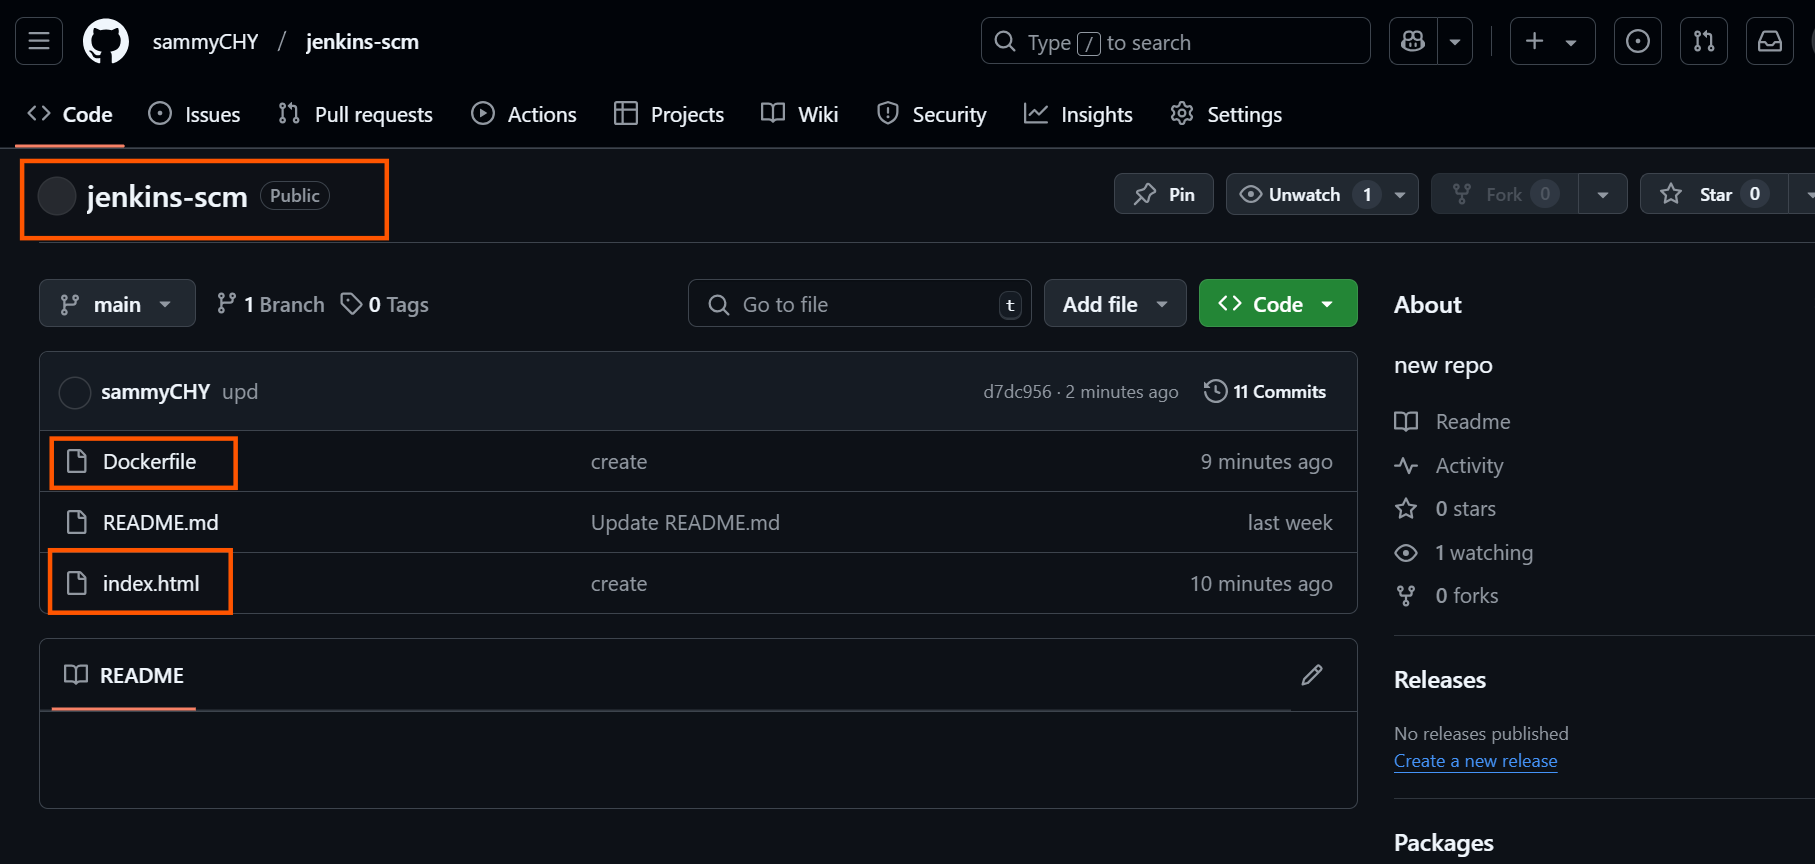 sammyCHY / jenkins-scm
Type / to search
Code Issues Pull requests Actions Projects Wiki Security Insights Settings
jenkins-scm Public
Pin Unwatch 1 Fork 0 Star 0
main 1 Branch 0 Tags
Go to file t Add file Code
sammyCHY upd d7dc956 · 2 minutes ago 11 Commits
Dockerfile create 9 minutes ago
README.md Update README.md last week
index.html create 10 minutes ago
README
About
new repo
Readme
Activity
0 stars
1 watching
0 forks
Releases
No releases published
Create a new release
Packages